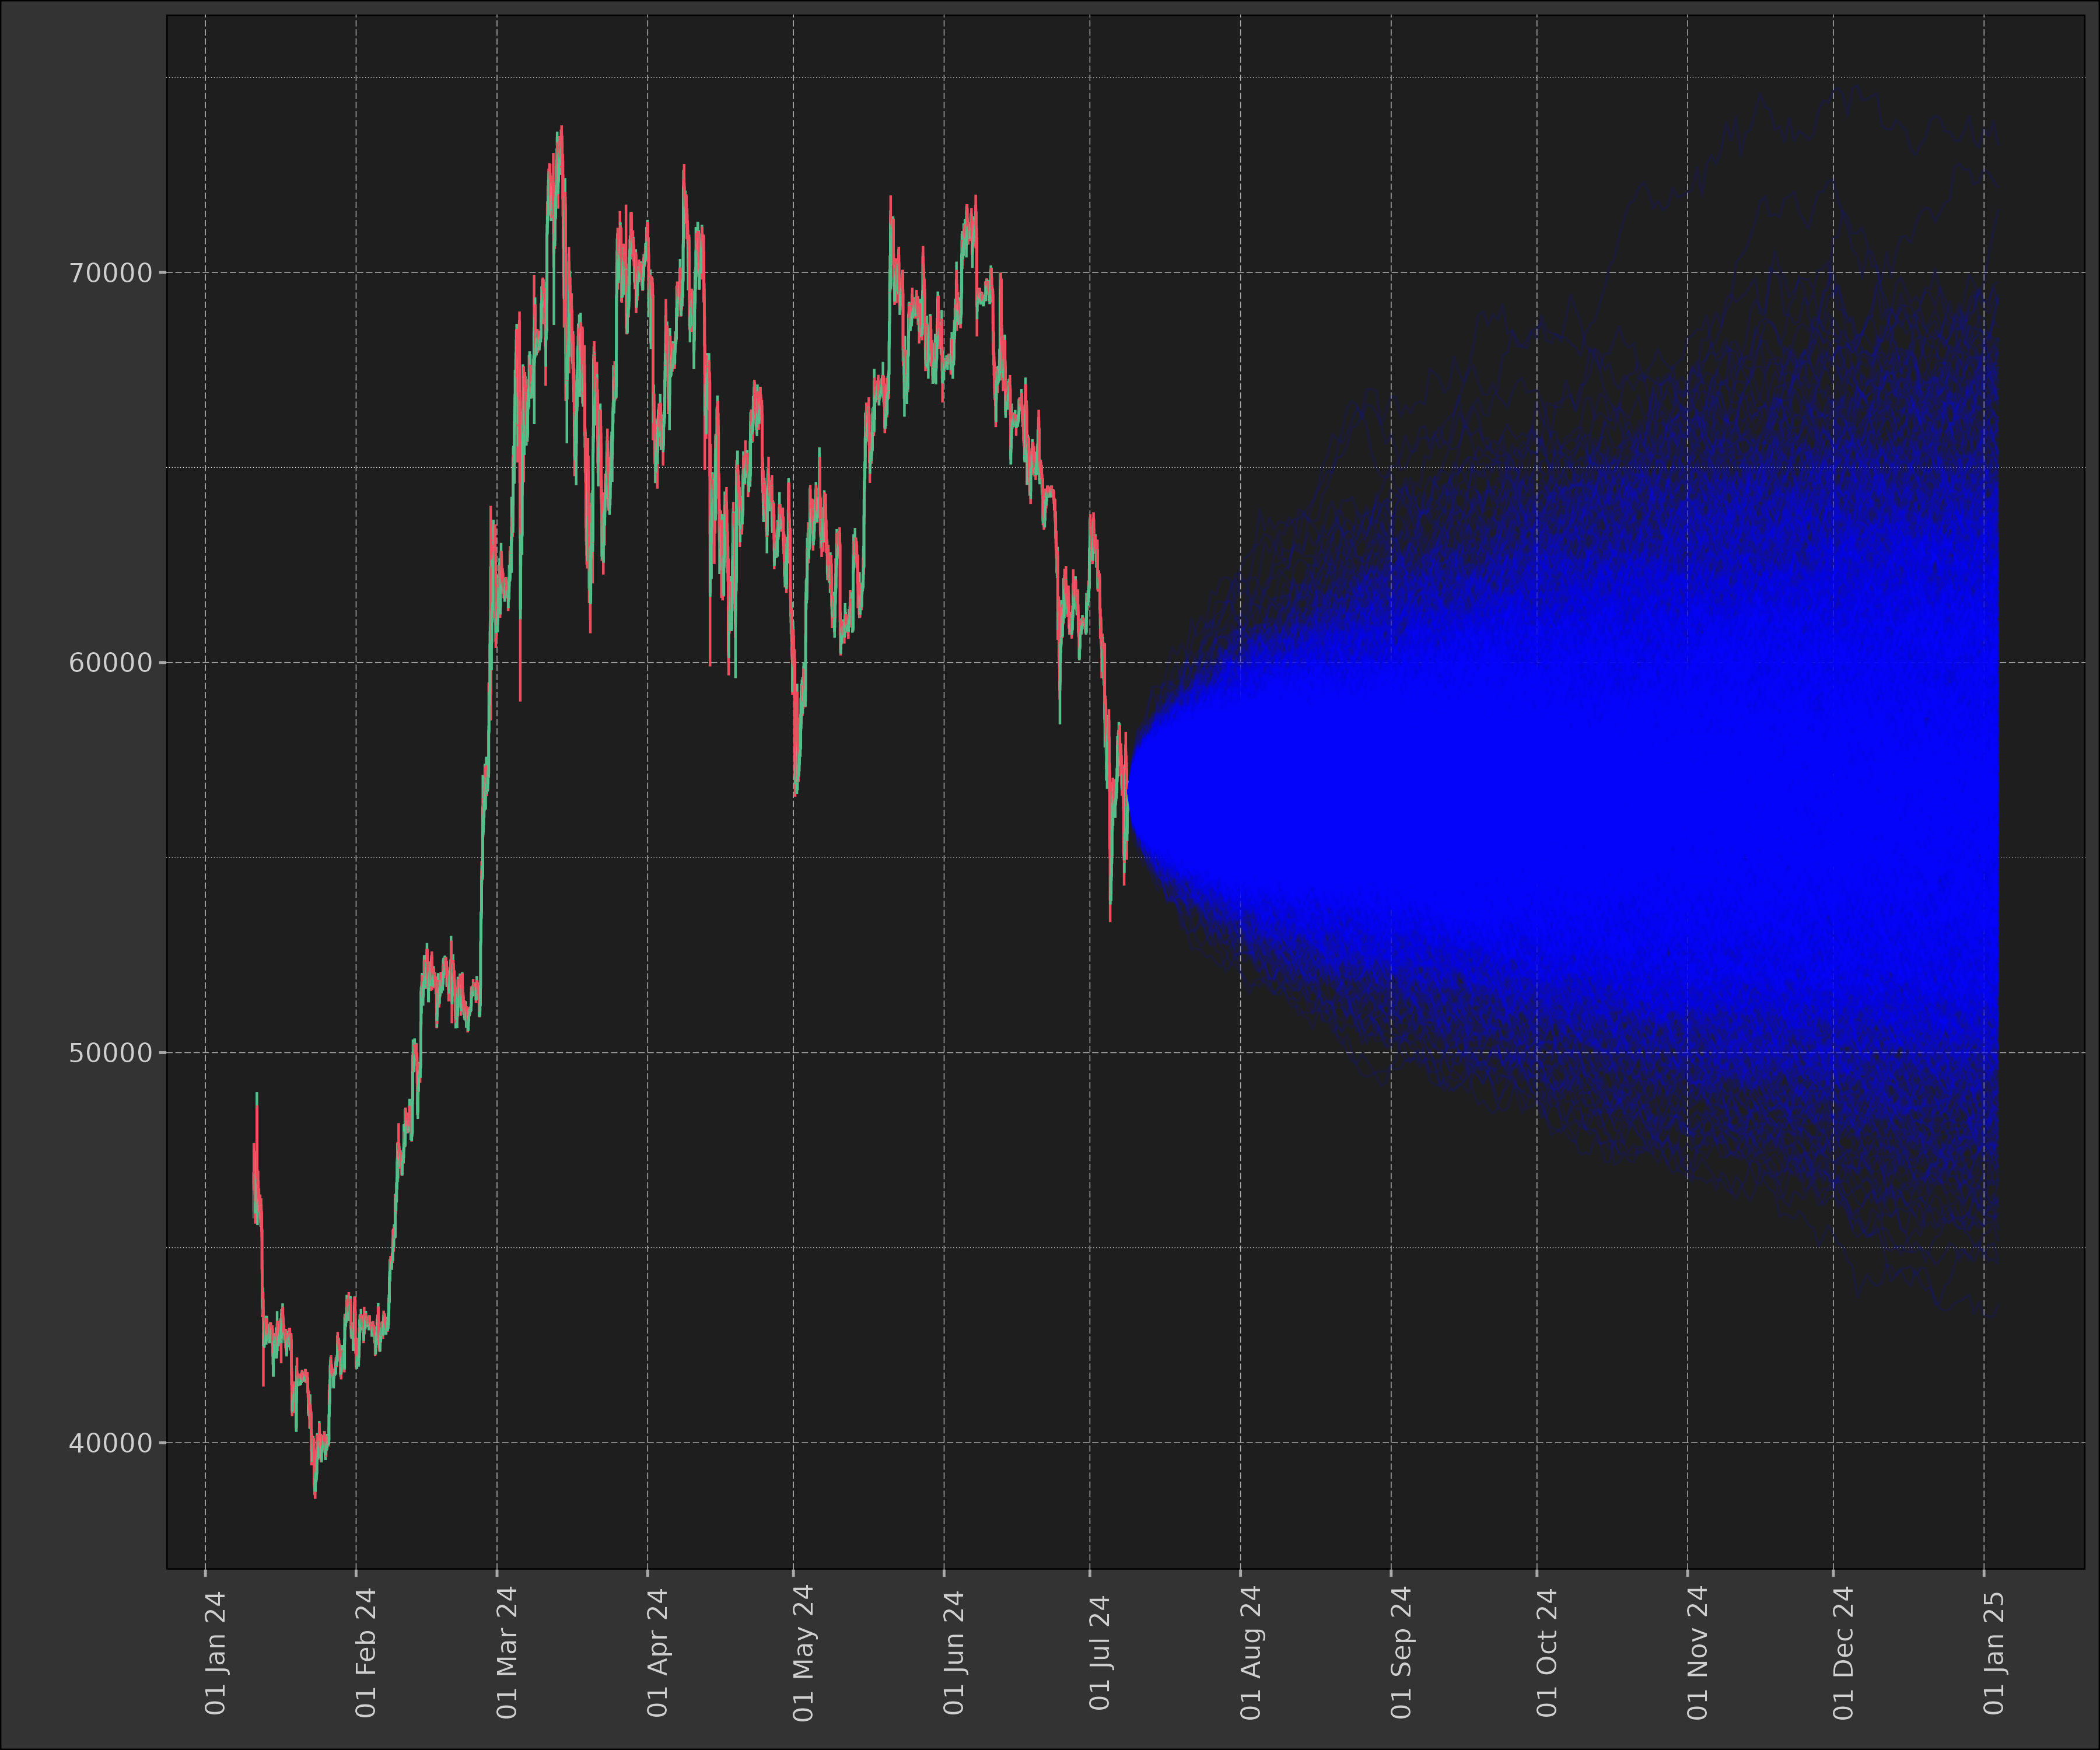 70000
60000
50000
40000
01 Jan 24
01 Feb 24
01 Mar 24
01 Apr 24
01 May 24
01 Jun 24
01 Jul 24
01 Aug 24
01 Sep 24
01 Oct 24
01 Nov 24
01 Dec 24
01 Jan 25